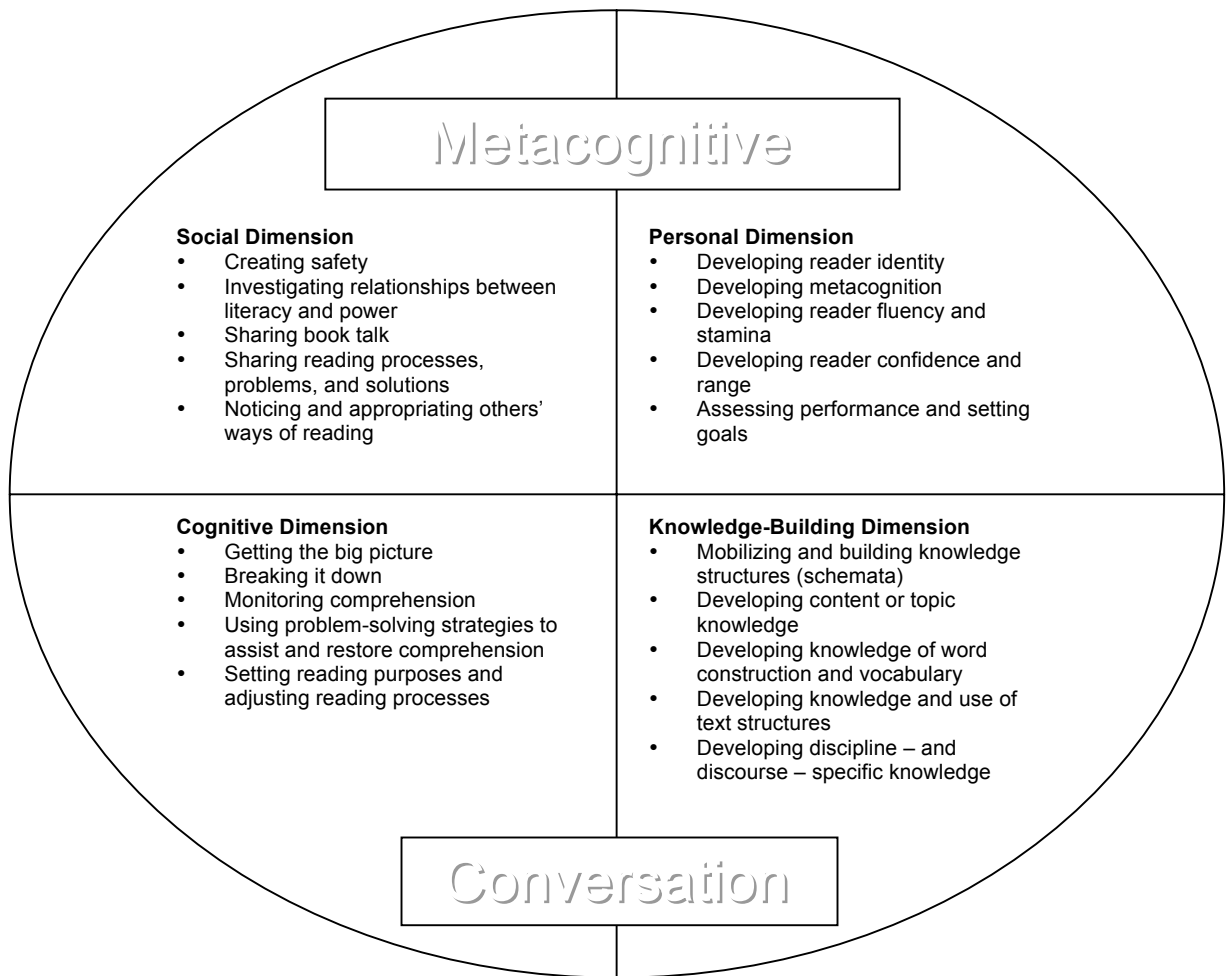 Metacognitive
Social Dimension
• Creating safety
• Investigating relationships between
literacy and power
• Sharing book talk
• Sharing reading processes,
problems, and solutions
• Noticing and appropriating others’
ways of reading
Personal Dimension
• Developing reader identity
• Developing metacognition
• Developing reader fluency and
stamina
• Developing reader confidence and
range
• Assessing performance and setting
goals
Cognitive Dimension
• Getting the big picture
• Breaking it down
• Monitoring comprehension
• Using problem-solving strategies to
assist and restore comprehension
• Setting reading purposes and
adjusting reading processes
Knowledge-Building Dimension
• Mobilizing and building knowledge
structures (schemata)
• Developing content or topic
knowledge
• Developing knowledge of word
construction and vocabulary
• Developing knowledge and use of
text structures
• Developing discipline – and
discourse – specific knowledge
Conversation